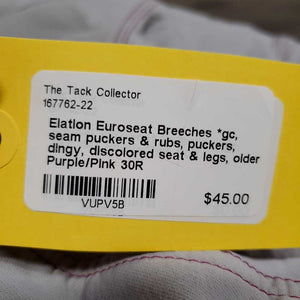 The Tack Collector
167762-22
Elation Euroseat Breeches *gc,
seam puckers & rubs, puckers,
dingy, discolored seat & legs, older
Purple/Pink 30R
VUPV5B
$45.00